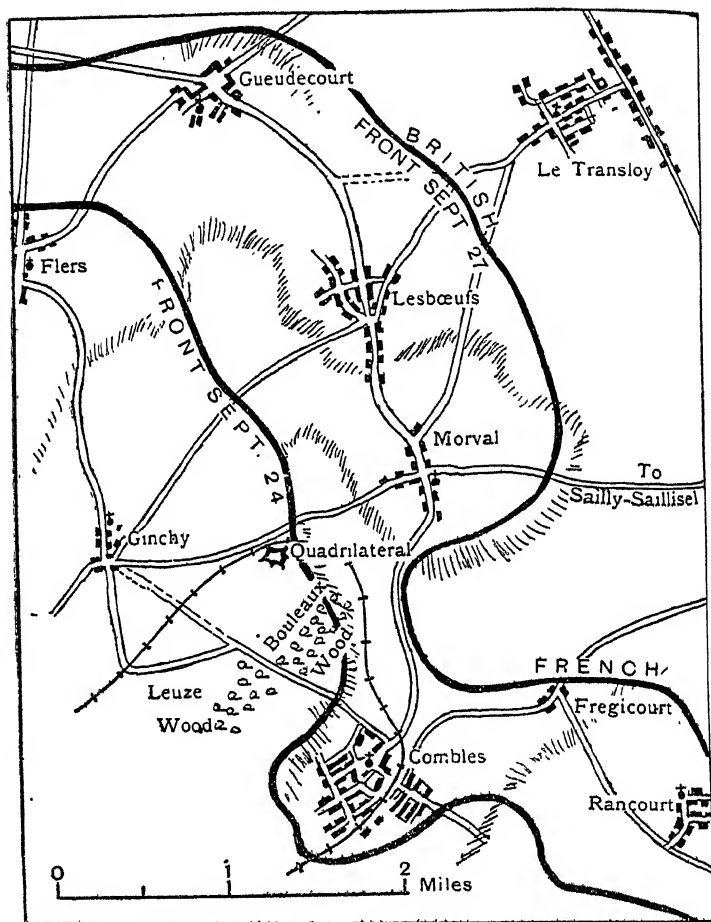 Gueudecourt
BRITISH
FRONT SEPT 27
Le Transloy
Flers
Lesbœufs
FRONT SEPT. 24
Morval
To
Sailly-Saillisel
Ginchy
Quadrilateral
Bouleaux
Wood
Leuze
Wood
FRENCH
Fregicourt
Combles
Rancourt
0 1 2
Miles